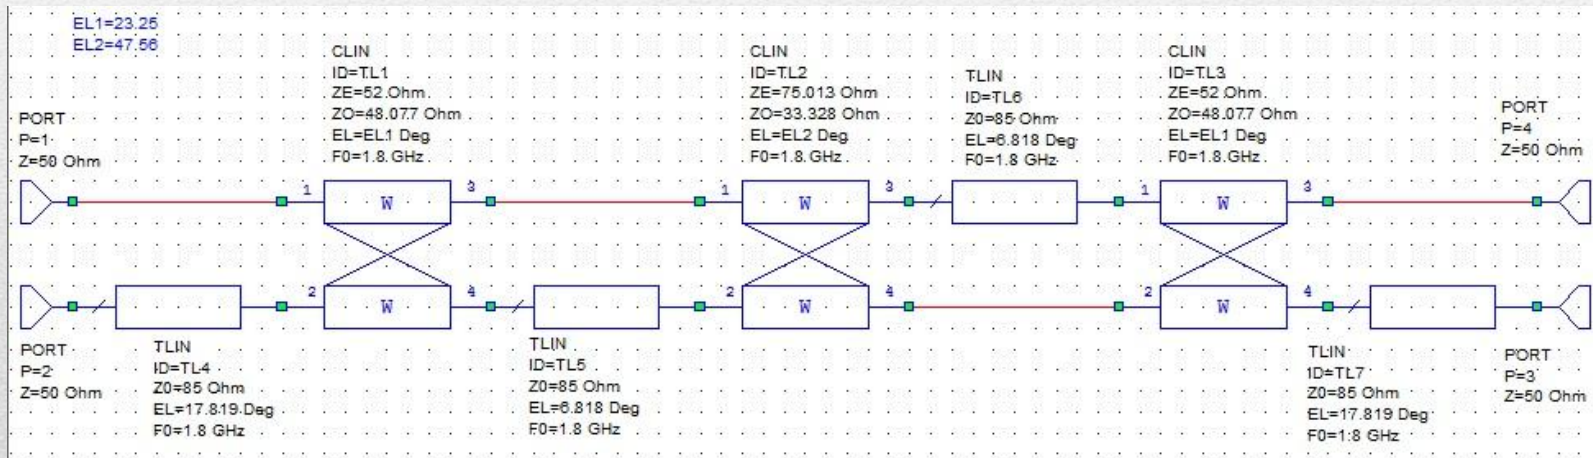 EL1=23.25
EL2=47.56
CLIN
ID=TL1
ZE=52 Ohm
ZO=48.077 Ohm
EL=EL1 Deg
F0=1.8 GHz
CLIN
ID=TL2
ZE=75.013 Ohm
ZO=33.328 Ohm
EL=EL2 Deg
F0=1.8 GHz
TLIN
ID=TL6
Z0=85 Ohm
EL=6.818 Deg
F0=1.8 GHz
CLIN
ID=TL3
ZE=52 Ohm
ZO=48.077 Ohm
EL=EL1 Deg
F0=1.8 GHz
PORT
P=1
Z=50 Ohm
PORT
P=4
Z=50 Ohm
1 W 3
1 W 3
1 W 3
2 W 4
2 W 4
2 W 4
PORT
P=2
Z=50 Ohm
TLIN
ID=TL4
Z0=85 Ohm
EL=17.819 Deg
F0=1.8 GHz
TLIN
ID=TL5
Z0=85 Ohm
EL=6.818 Deg
F0=1.8 GHz
TLIN
ID=TL7
Z0=85 Ohm
EL=17.819 Deg
F0=1.8 GHz
PORT
P=3
Z=50 Ohm